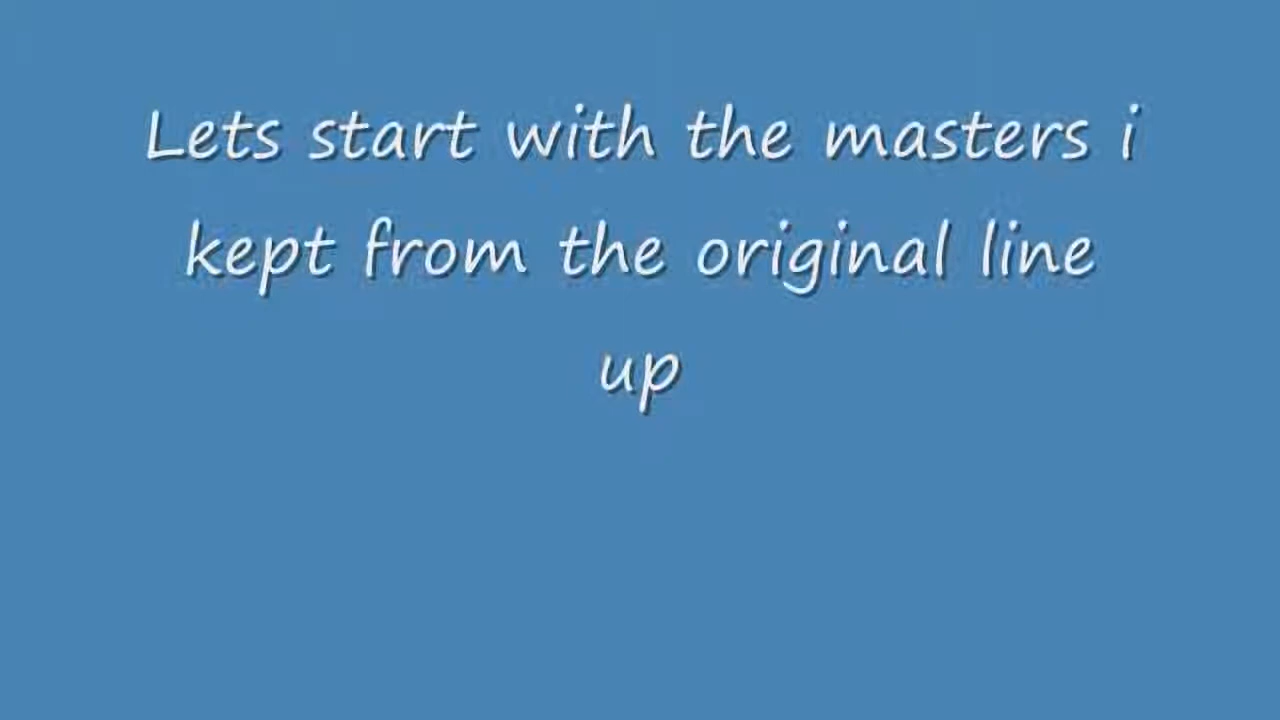 Lets start with the masters i
kept from the original line
up